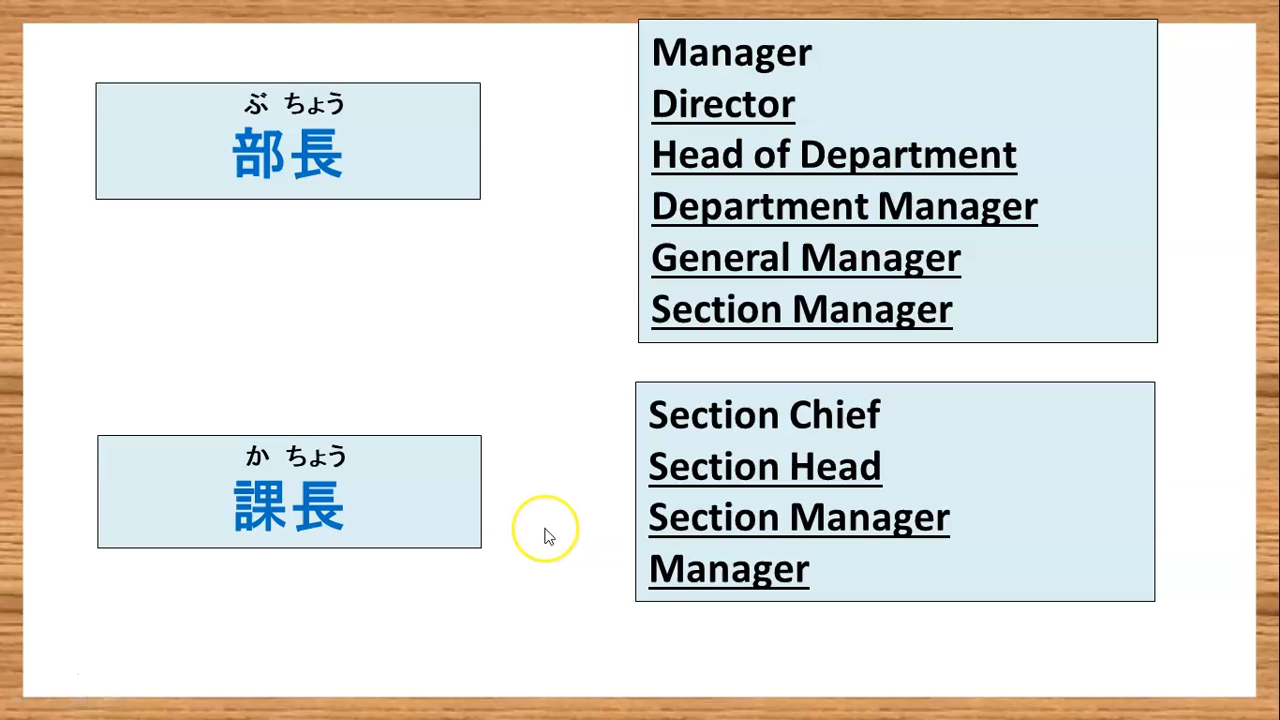 ぶ ちょう
部長
Manager
Director
Head of Department
Department Manager
General Manager
Section Manager
か ちょう
課長
Section Chief
Section Head
Section Manager
Manager